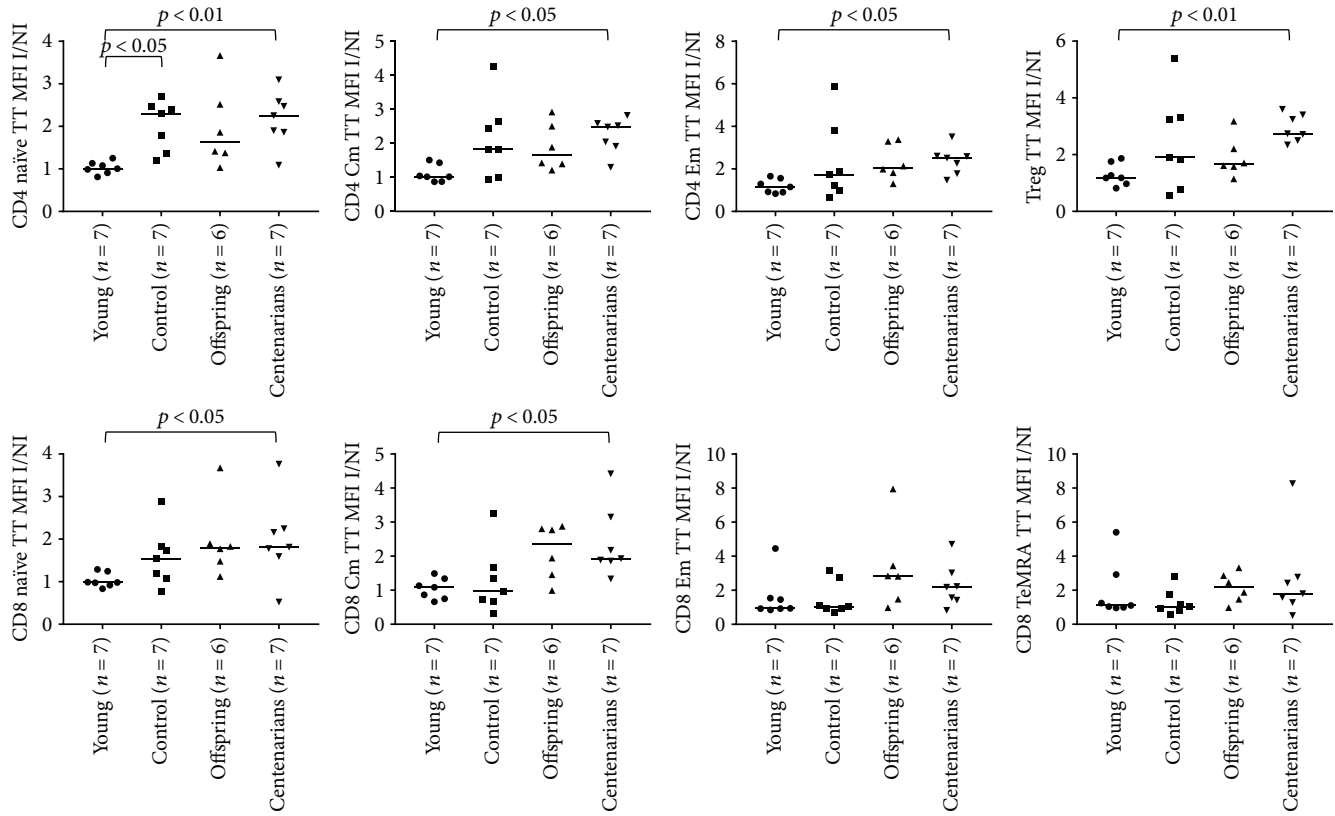 p < 0.01
p < 0.05
CD4 naïve TT MFI I/NI
4
3
2
1
0
Young (n = 7)
Control (n = 7)
Offspring (n = 6)
Centenarians (n = 7)
p < 0.05
CD4 Cm TT MFI I/NI
5
4
3
2
1
0
Young (n = 7)
Control (n = 7)
Offspring (n = 6)
Centenarians (n = 7)
p < 0.05
CD4 Em TT MFI I/NI
8
6
4
2
0
Young (n = 7)
Control (n = 7)
Offspring (n = 6)
Centenarians (n = 7)
p < 0.01
Treg TT MFI I/NI
6
4
2
0
Young (n = 7)
Control (n = 7)
Offspring (n = 6)
Centenarians (n = 7)
p < 0.05
CD8 naïve TT MFI I/NI
4
3
2
1
0
Young (n = 7)
Control (n = 7)
Offspring (n = 6)
Centenarians (n = 7)
p < 0.05
CD8 Cm TT MFI I/NI
5
4
3
2
1
0
Young (n = 7)
Control (n = 7)
Offspring (n = 6)
Centenarians (n = 7)
CD8 Em TT MFI I/NI
10
8
6
4
2
0
Young (n = 7)
Control (n = 7)
Offspring (n = 6)
Centenarians (n = 7)
CD8 TeMRA TT MFI I/NI
10
8
6
4
2
0
Young (n = 7)
Control (n = 7)
Offspring (n = 6)
Centenarians (n = 7)